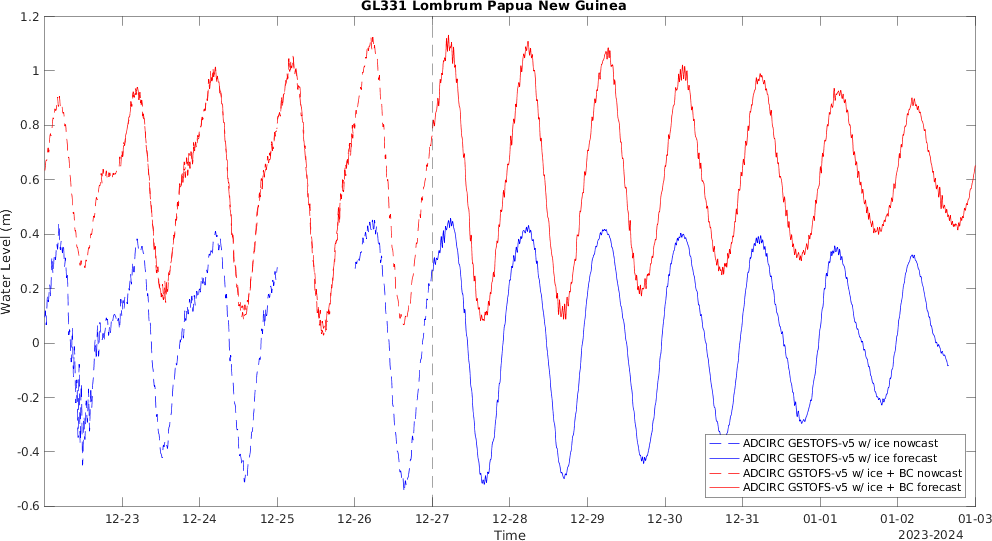 GL331 Lombrum Papua New Guinea
Water Level (m)
1.2
1
0.8
0.6
0.4
0.2
0
-0.2
-0.4
-0.6
ADCIRC GESTOFS-v5 w/ ice nowcast
ADCIRC GESTOFS-v5 w/ ice forecast
ADCIRC GSTOFS-v5 w/ ice + BC nowcast
ADCIRC GSTOFS-v5 w/ ice + BC forecast
12-23 12-24 12-25 12-26 12-27 12-28 12-29 12-30 12-31 01-01 01-02 01-03
Time
2023-2024